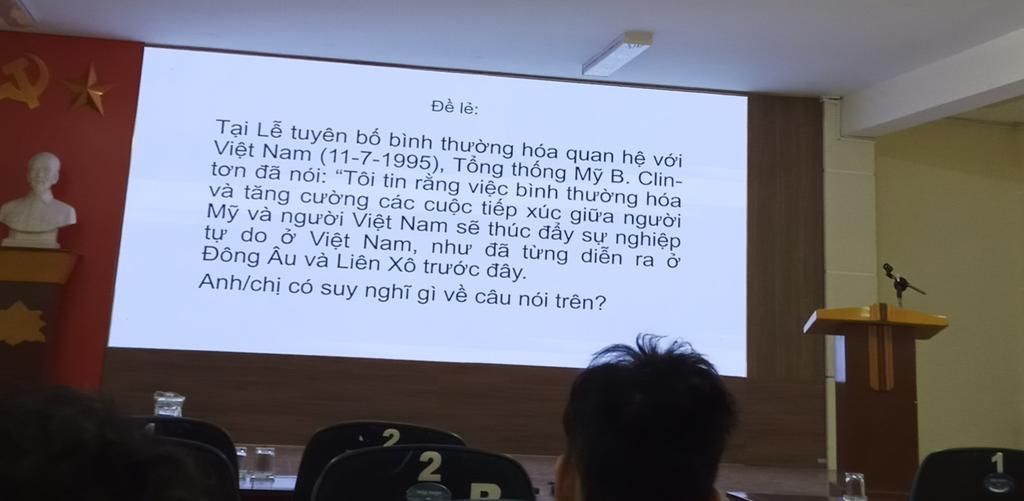 Đề lẻ:
Tại Lễ tuyên bố bình thường hóa quan hệ với
Việt Nam (11-7-1995), Tổng thống Mỹ B. Clin-
tơn đã nói: “Tôi tin rằng việc bình thường hóa
và tăng cường các cuộc tiếp xúc giữa người
Mỹ và người Việt Nam sẽ thúc đẩy sự nghiệp
tự do ở Việt Nam, như đã từng diễn ra ở
Đông Âu và Liên Xô trước đây.
Anh/chị có suy nghĩ gì về câu nói trên?
2
2
1